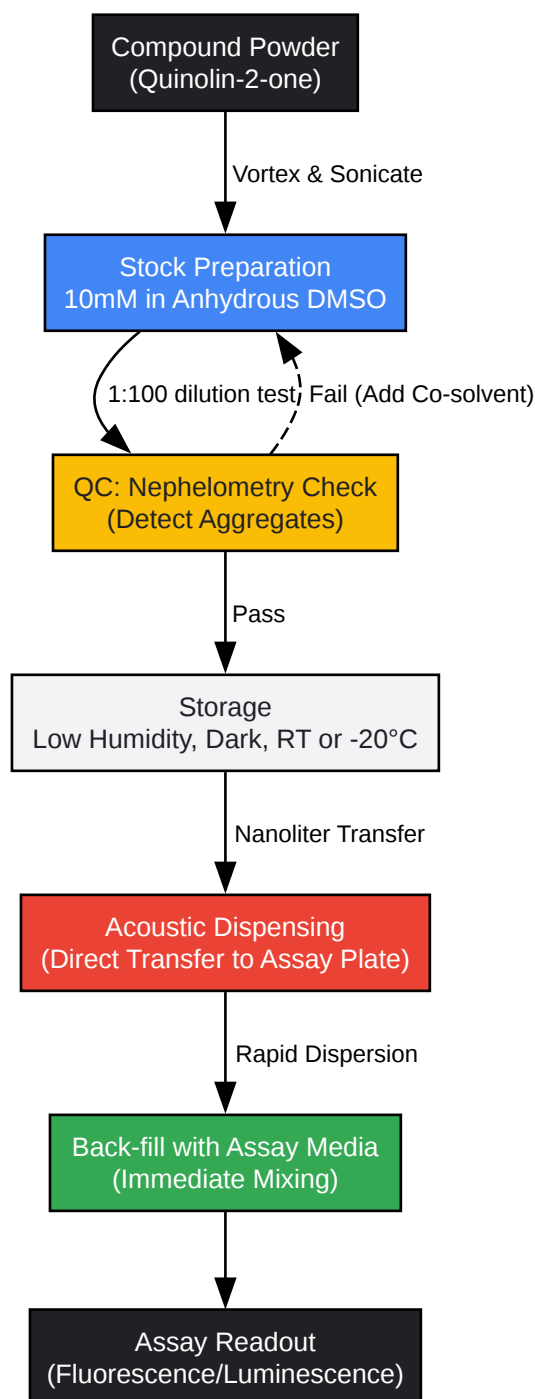 Compound Powder
(Quinolin-2-one)
Vortex & Sonicate
Stock Preparation
10mM in Anhydrous DMSO
1:100 dilution test
Fail (Add Co-solvent)
QC: Nephelometry Check
(Detect Aggregates)
Pass
Storage
Low Humidity, Dark, RT or -20°C
Nanoliter Transfer
Acoustic Dispensing
(Direct Transfer to Assay Plate)
Rapid Dispersion
Back-fill with Assay Media
(Immediate Mixing)
Assay Readout
(Fluorescence/Luminescence)